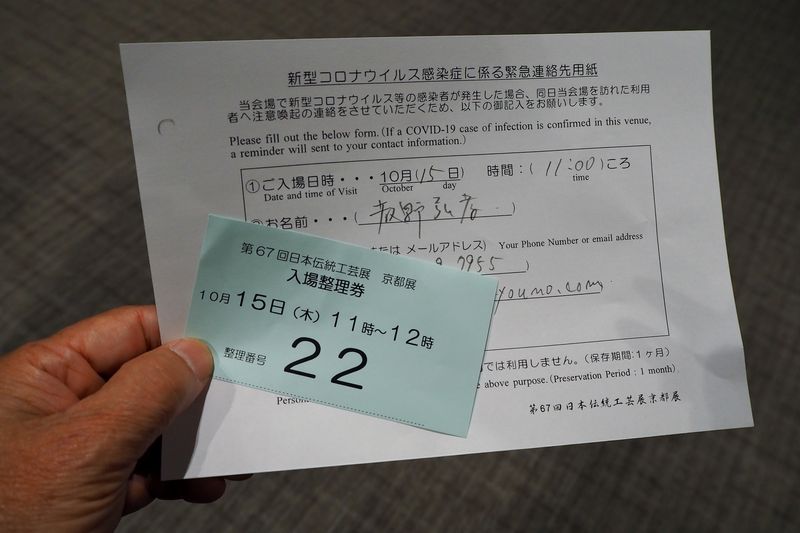 新型コロナウイルス感染症に係る緊急連絡先用紙
当会場で新型コロナウイルス等の感染者が発生した場合、同日当会場を訪れた利用
者へ注意喚起の連絡をさせていただくため、以下の御記入をお願いします。
Please fill out the below form.(If a COVID-19 case of infection is confirmed in this venue,
a reminder will sent to your contact information.)
①ご入場日時・・・10月(15日) 時間:(11:00)ころ
Date and time of Visit October day time
お名前・・・(
または メールアドレス) Your Phone Number or email address
7955 )
第67回日本伝統工芸展 京都展
入場整理券
10月15日(木)11時~12時
整理番号 22
では利用しません。(保存期間:1ヶ月)
above purpose.(Preservation Period : 1 month)
第67回日本伝統工芸展京都展